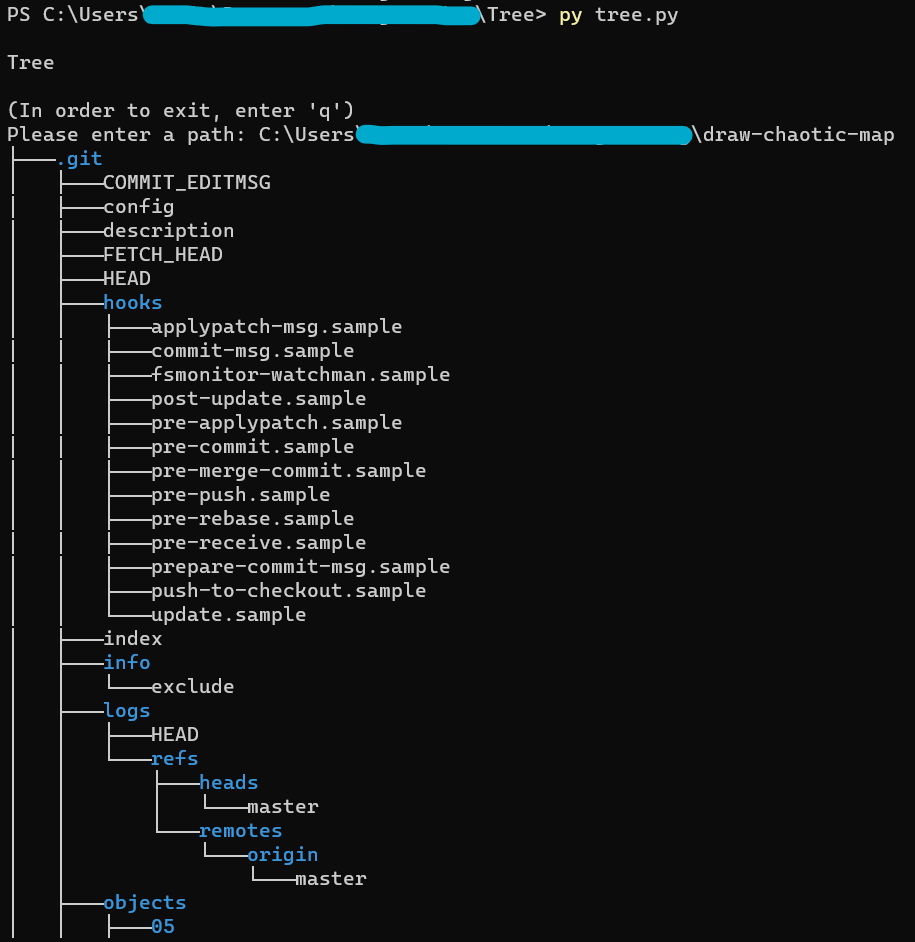 PS C:\Users\ \Tree> py tree.py
Tree
(In order to exit, enter 'q')
Please enter a path: C:\Users \draw-chaotic-map
├───.git
│   ├───COMMIT_EDITMSG
│   ├───config
│   ├───description
│   ├───FETCH_HEAD
│   ├───HEAD
│   ├───hooks
│   │   ├───applypatch-msg.sample
│   │   ├───commit-msg.sample
│   │   ├───fsmonitor-watchman.sample
│   │   ├───post-update.sample
│   │   ├───pre-applypatch.sample
│   │   ├───pre-commit.sample
│   │   ├───pre-merge-commit.sample
│   │   ├───pre-push.sample
│   │   ├───pre-rebase.sample
│   │   ├───pre-receive.sample
│   │   ├───prepare-commit-msg.sample
│   │   ├───push-to-checkout.sample
│   │   └───update.sample
│   ├───index
│   ├───info
│   │   └───exclude
│   ├───logs
│   │   ├───HEAD
│   │   └───refs
│   │       ├───heads
│   │       │   └───master
│   │       └───remotes
│   │           └───origin
│   │               └───master
│   ├───objects
│   │   ├───05